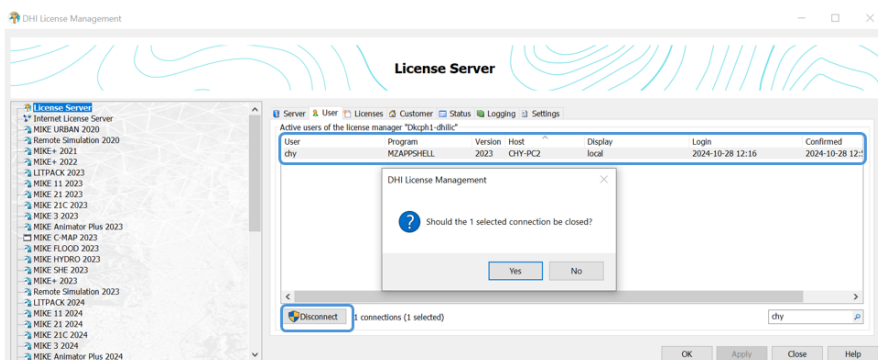 DHI License Management
License Server
License Server
Internet License Server
MIKE URBAN 2020
Remote Simulation 2020
MIKE+ 2021
MIKE+ 2022
LITPACK 2023
MIKE 11 2023
MIKE 21 2023
MIKE 21C 2023
MIKE 3 2023
MIKE Animator Plus 2023
MIKE C-MAP 2023
MIKE FLOOD 2023
MIKE HYDRO 2023
MIKE SHE 2023
MIKE+ 2023
Remote Simulation 2023
LITPACK 2024
MIKE 11 2024
MIKE 21 2024
MIKE 21C 2024
MIKE 3 2024
MIKE Animator Plus 2024
Server User Licenses Customer Status Logging Settings
Active users of the license manager "Dkcph1-dhilic"
User Program Version Host Display Login Confirmed
chy MZAPPSHELL 2023 CHY-PC2 local 2024-10-28 12:16 2024-10-28 12:
DHI License Management
Should the 1 selected connection be closed?
Yes No
Disconnect 1 connections (1 selected) chy
OK Apply Close Help